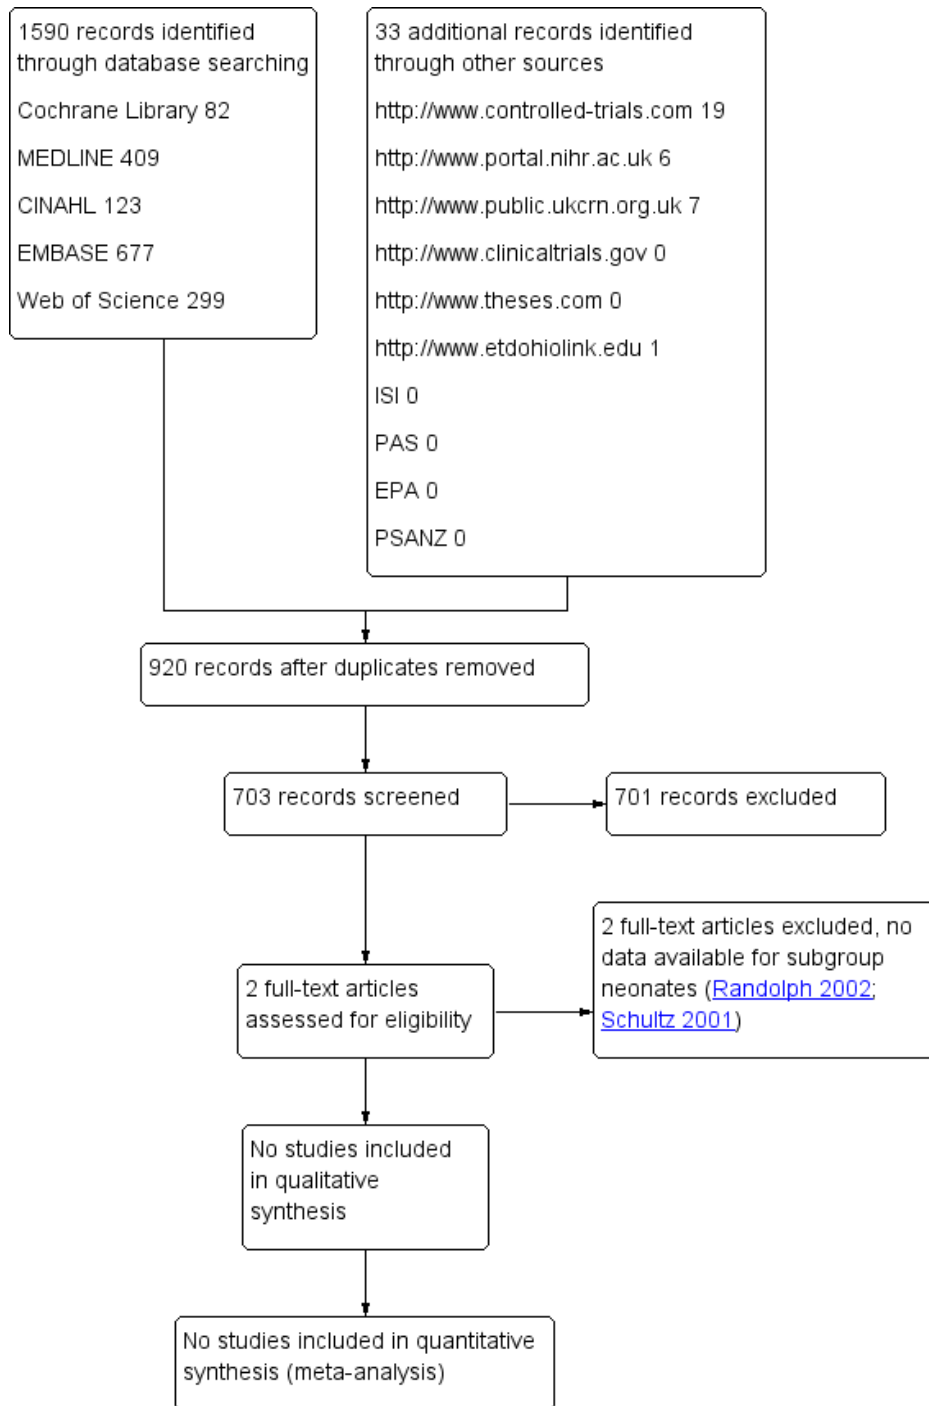 1590 records identified
through database searching
Cochrane Library 82
MEDLINE 409
CINAHL 123
EMBASE 677
Web of Science 299
33 additional records identified
through other sources
http://www.controlled-trials.com 19
http://www.portal.nihr.ac.uk 6
http://www.public.ukcrn.org.uk 7
http://www.clinicaltrials.gov 0
http://www.theses.com 0
http://www.etdohiolink.edu 1
ISI 0
PAS 0
EPA 0
PSANZ 0
920 records after duplicates removed
703 records screened
701 records excluded
2 full-text articles
assessed for eligibility
2 full-text articles excluded, no
data available for subgroup
neonates (Randolph 2002;
Schultz 2001)
No studies included
in qualitative
synthesis
No studies included in quantitative
synthesis (meta-analysis)